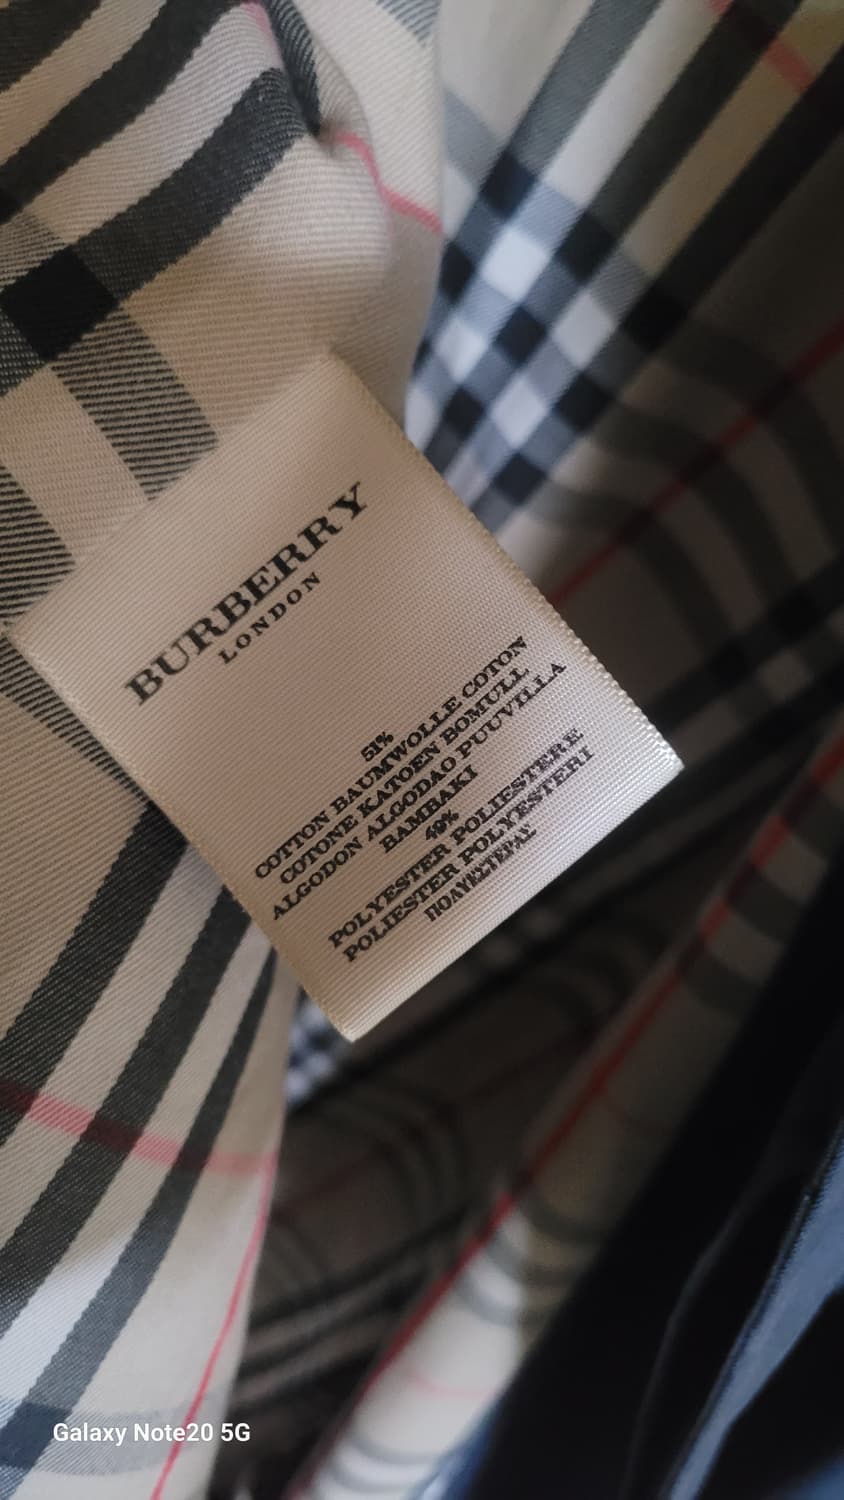 BURBERRY
LONDON
51%
COTTON BAUMWOLLE COTON
COTONE KATOEN BOMULL
ALGODON ALGODAO PUUVILLA
BAMBAKI
49%
POLYESTER POLIESTERE
POLIESTER POLYESTERI
ΠΟΛΥΕΣΤΕΡΑΣ
Galaxy Note20 5G